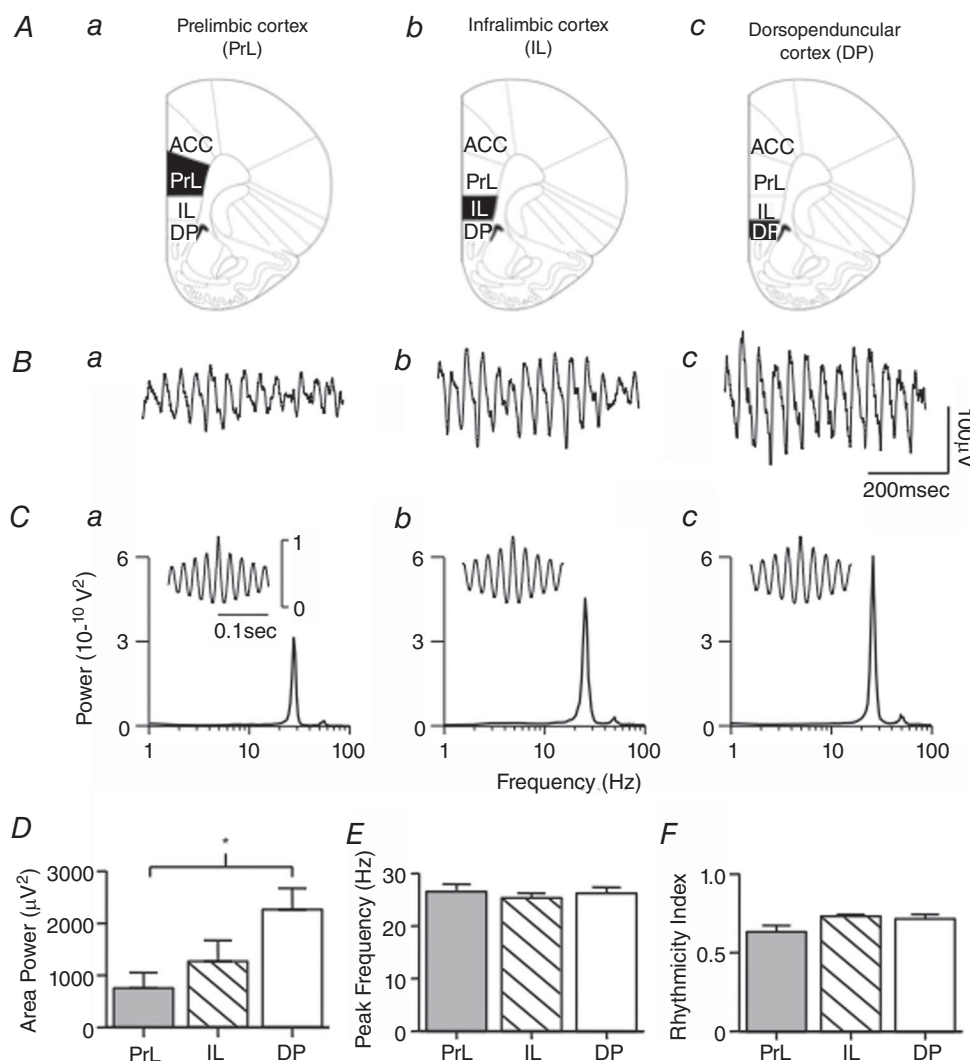 A a Prelimbic cortex (PrL) b Infralimbic cortex (IL) c Dorsopenduncular cortex (DP)
ACC ACC ACC
PrL PrL PrL
IL IL IL
DP DP DP
B a b c
100µV
200msec
C a b c
6 1 6 6
0
0.1sec
3 3 3
Power (10-10 V2)
0 0 0
1 10 100 1 10 100 1 10 100
Frequency (Hz)
D E F
*
3000 30 1.0
2000 20
0.5
1000 10
0 0 0
Area Power (µV2) Peak Frequency (Hz) Rhythmicity Index
PrL IL DP PrL IL DP PrL IL DP